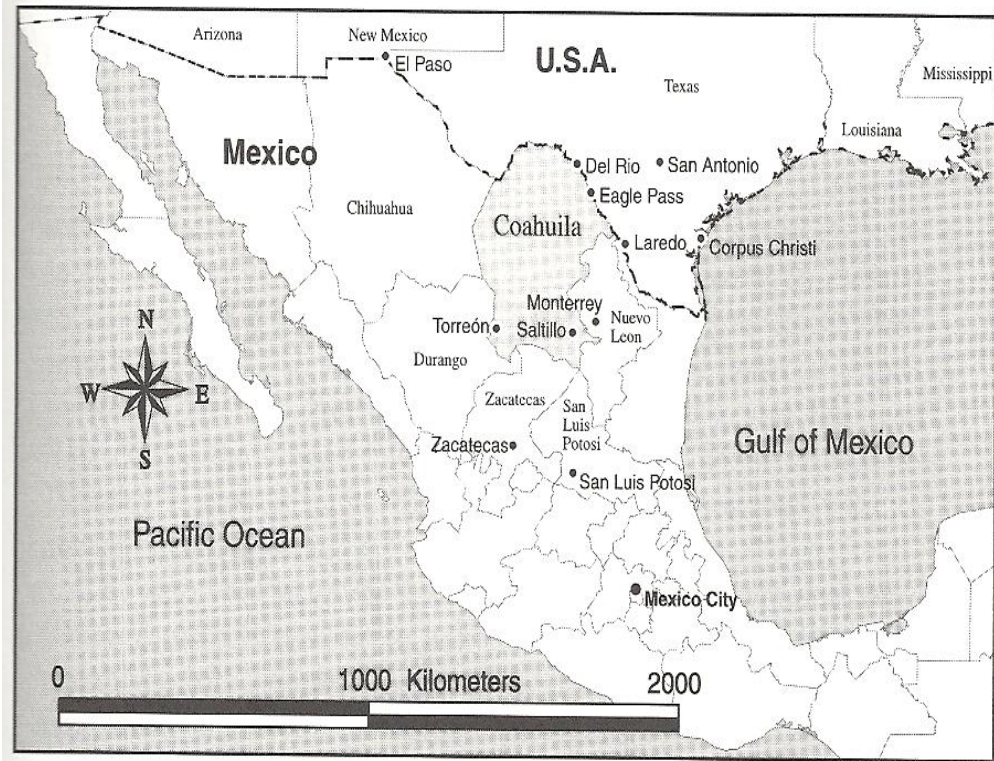 Arizona
New Mexico
El Paso
U.S.A.
Texas
Mississippi
Louisiana
Mexico
Del Rio
San Antonio
Chihuahua
Eagle Pass
Coahuila
Laredo
Corpus Christi
Monterrey
Nuevo
Leon
Torreón
Saltillo
Durango
N
W
E
S
Zacatecas
San
Luis
Potosi
Zacatecas
San Luis Potosi
Gulf of Mexico
Pacific Ocean
Mexico City
0
1000 Kilometers
2000